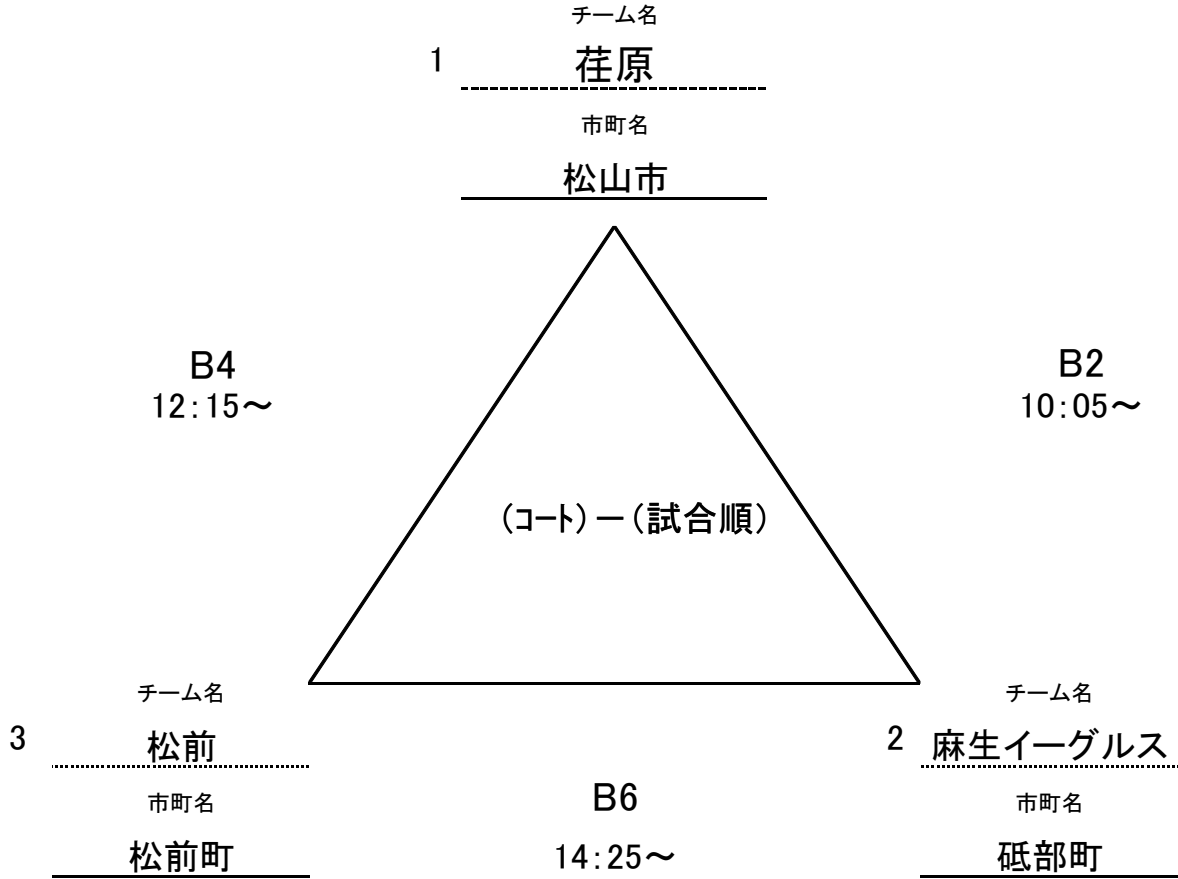 チーム名
1 荏原
市町名
松山市
B4 B2
12:15～ 10:05～
(コート)－(試合順)
チーム名 チーム名
3 松前 2 麻生イーグルス
市町名 B6 市町名
松前町 14:25～ 砥部町